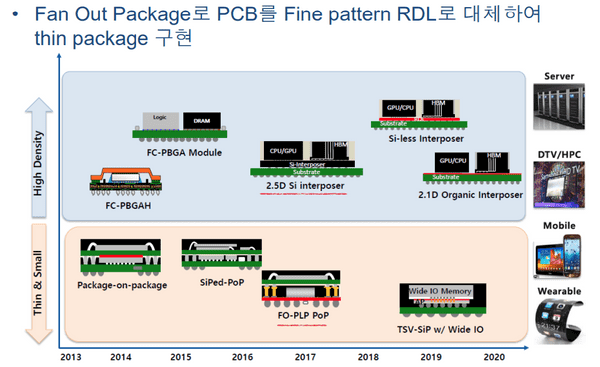 • Fan Out Package로 PCB를 Fine pattern RDL로 대체하여
thin package 구현
High Density
Thin & Small
Logic
DRAM
FC-PBGA Module
FC-PBGAH
CPU/GPU
HBM
Si-Interposer
Substrate
2.5D Si interposer
GPU/CPU
HBM
Substrate
Si-less Interposer
GPU/CPU
HBM
Substrate
2.1D Organic Interposer
Server
DTV/HPC
Mobile
Wearable
Package-on-package
SiPed-PoP
FO-PLP PoP
Wide IO Memory
TSV-SiP w/ Wide IO
2013
2014
2015
2016
2017
2018
2019
2020